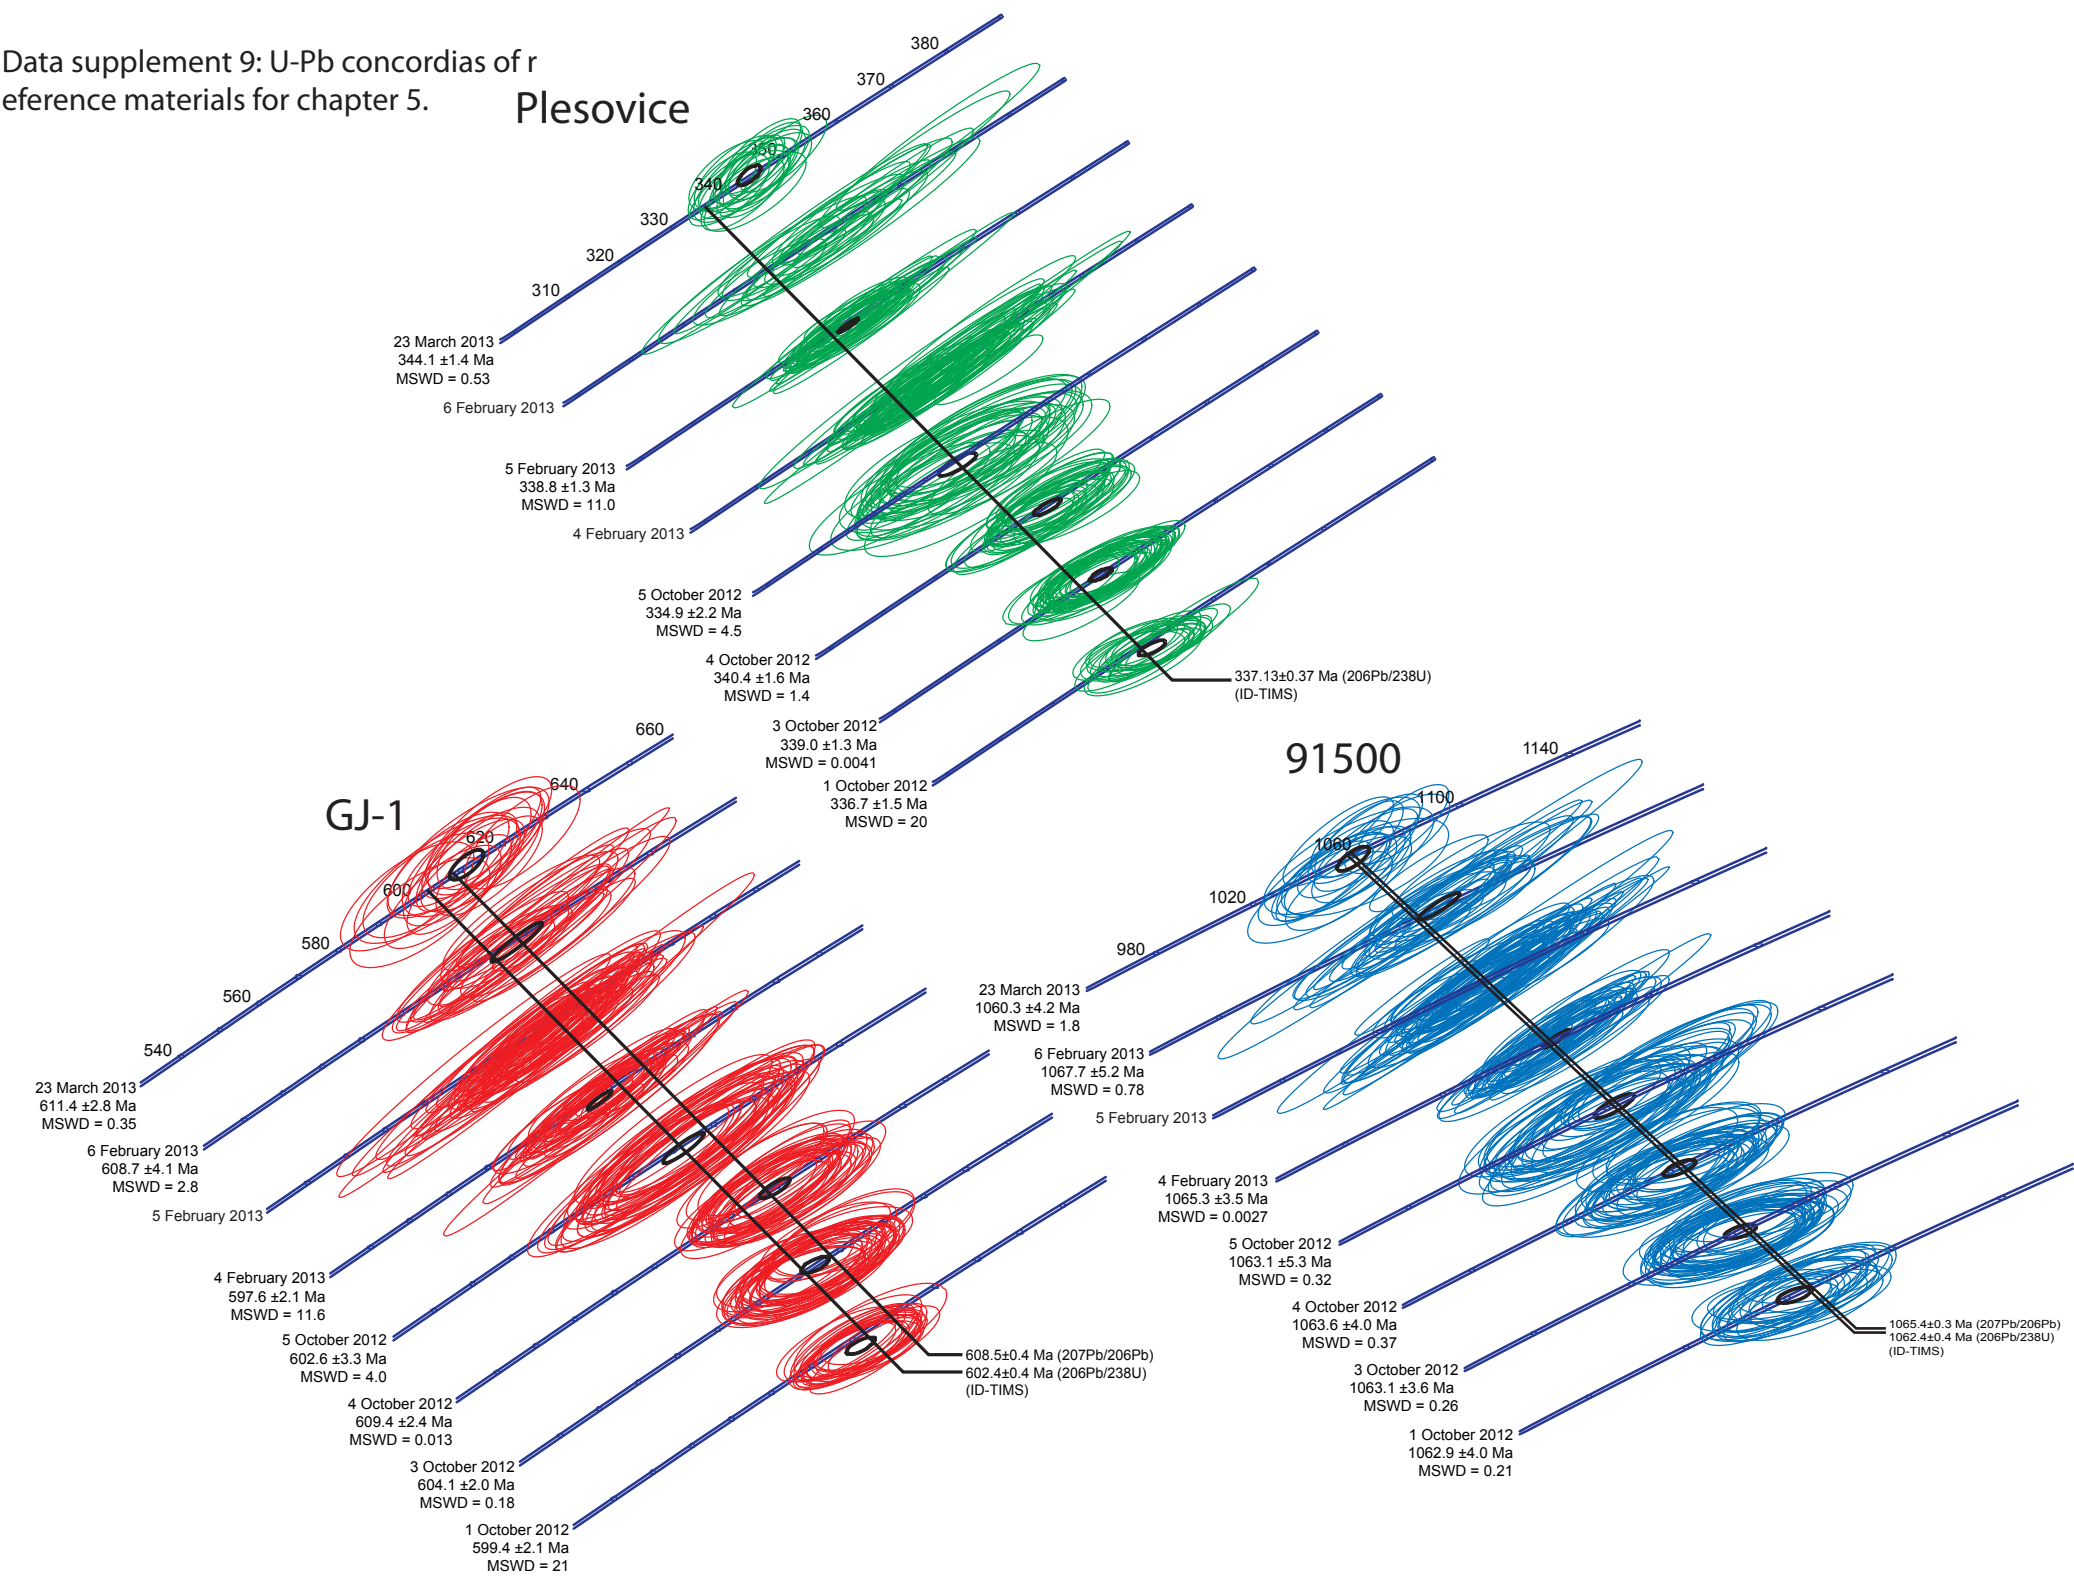 Data supplement 9: U-Pb concordias of r
eference materials for chapter 5.
Plesovice
380
370
360
350
340
330
320
310
23 March 2013
344.1 ±1.4 Ma
MSWD = 0.53
6 February 2013
5 February 2013
338.8 ±1.3 Ma
MSWD = 11.0
4 February 2013
5 October 2012
334.9 ±2.2 Ma
MSWD = 4.5
4 October 2012
340.4 ±1.6 Ma
MSWD = 1.4
3 October 2012
339.0 ±1.3 Ma
MSWD = 0.0041
1 October 2012
336.7 ±1.5 Ma
MSWD = 20
337.13±0.37 Ma (206Pb/238U)
(ID-TIMS)
GJ-1
660
640
620
600
580
560
540
23 March 2013
611.4 ±2.8 Ma
MSWD = 0.35
6 February 2013
608.7 ±4.1 Ma
MSWD = 2.8
5 February 2013
4 February 2013
597.6 ±2.1 Ma
MSWD = 11.6
5 October 2012
602.6 ±3.3 Ma
MSWD = 4.0
4 October 2012
609.4 ±2.4 Ma
MSWD = 0.013
3 October 2012
604.1 ±2.0 Ma
MSWD = 0.18
1 October 2012
599.4 ±2.1 Ma
MSWD = 21
608.5±0.4 Ma (207Pb/206Pb)
602.4±0.4 Ma (206Pb/238U)
(ID-TIMS)
91500
1140
1100
1060
1020
980
23 March 2013
1060.3 ±4.2 Ma
MSWD = 1.8
6 February 2013
1067.7 ±5.2 Ma
MSWD = 0.78
5 February 2013
4 February 2013
1065.3 ±3.5 Ma
MSWD = 0.0027
5 October 2012
1063.1 ±5.3 Ma
MSWD = 0.32
4 October 2012
1063.6 ±4.0 Ma
MSWD = 0.37
3 October 2012
1063.1 ±3.6 Ma
MSWD = 0.26
1 October 2012
1062.9 ±4.0 Ma
MSWD = 0.21
1065.4±0.3 Ma (207Pb/206Pb)
1062.4±0.4 Ma (206Pb/238U)
(ID-TIMS)